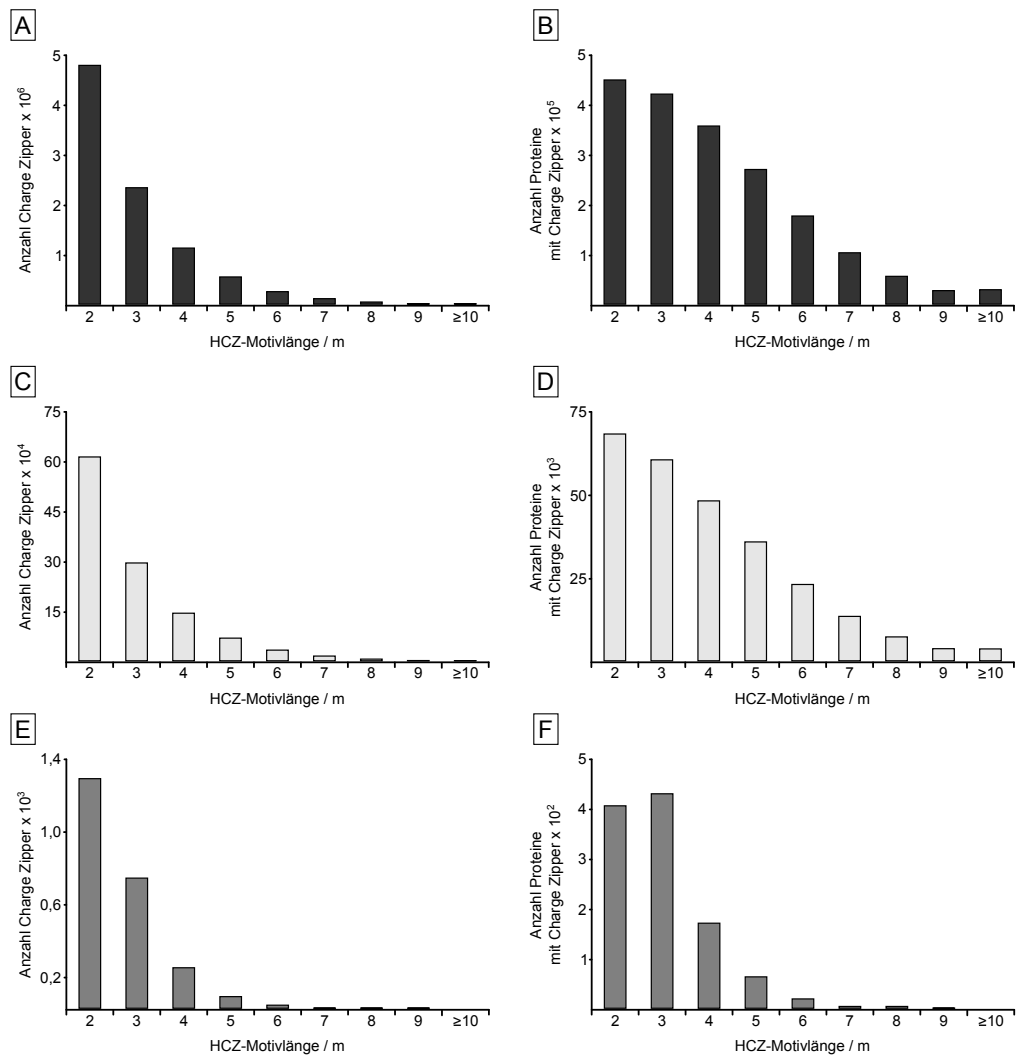 A
Anzahl Charge Zipper x 10⁶
5
4
3
2
1
2 3 4 5 6 7 8 9 ≥10
HCZ-Motivlänge / m
B
Anzahl Proteine
mit Charge Zipper x 10⁵
5
4
3
2
1
2 3 4 5 6 7 8 9 ≥10
HCZ-Motivlänge / m
C
Anzahl Charge Zipper x 10⁴
75
60
45
30
15
2 3 4 5 6 7 8 9 ≥10
HCZ-Motivlänge / m
D
Anzahl Proteine
mit Charge Zipper x 10³
75
50
25
2 3 4 5 6 7 8 9 ≥10
HCZ-Motivlänge / m
E
Anzahl Charge Zipper x 10³
1,4
1,0
0,6
0,2
2 3 4 5 6 7 8 9 ≥10
HCZ-Motivlänge / m
F
Anzahl Proteine
mit Charge Zipper x 10²
5
4
3
2
1
2 3 4 5 6 7 8 9 ≥10
HCZ-Motivlänge / m